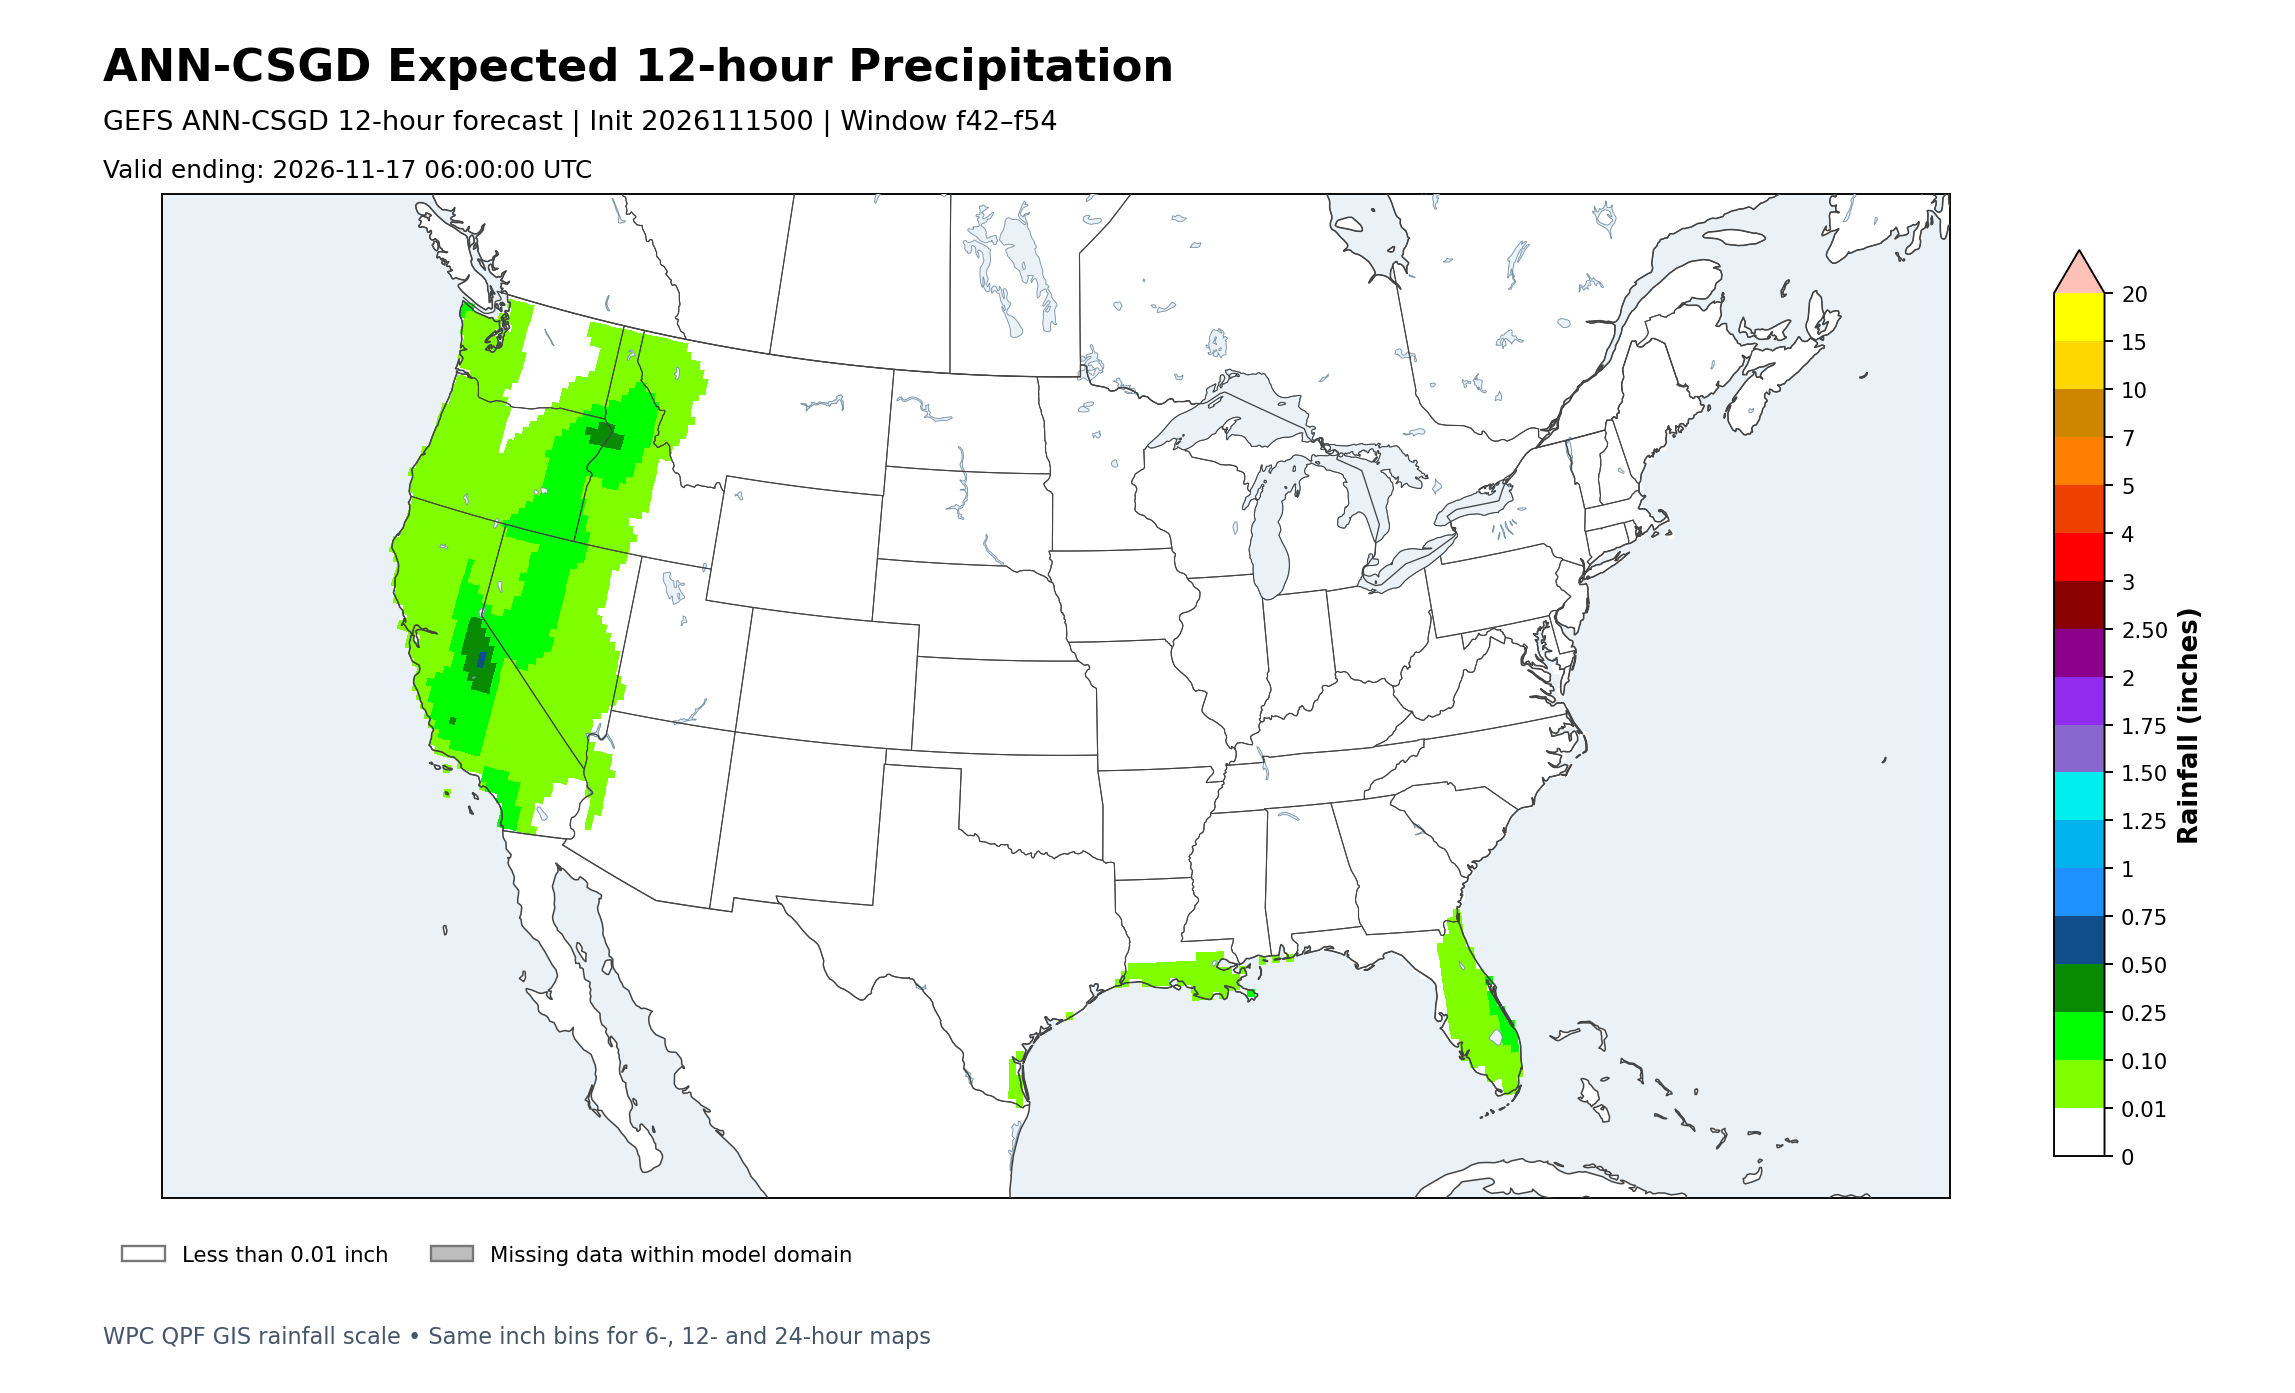 ANN-CSGD Expected 12-hour Precipitation
GEFS ANN-CSGD 12-hour forecast | Init 2026111500 | Window f42–f54
Valid ending: 2026-11-17 06:00:00 UTC
20
15
10
7
5
4
3
2.50
2
1.75
1.50
1.25
1
0.75
0.50
0.25
0.10
0.01
0
Rainfall (inches)
Less than 0.01 inch
Missing data within model domain
WPC QPF GIS rainfall scale • Same inch bins for 6-, 12- and 24-hour maps